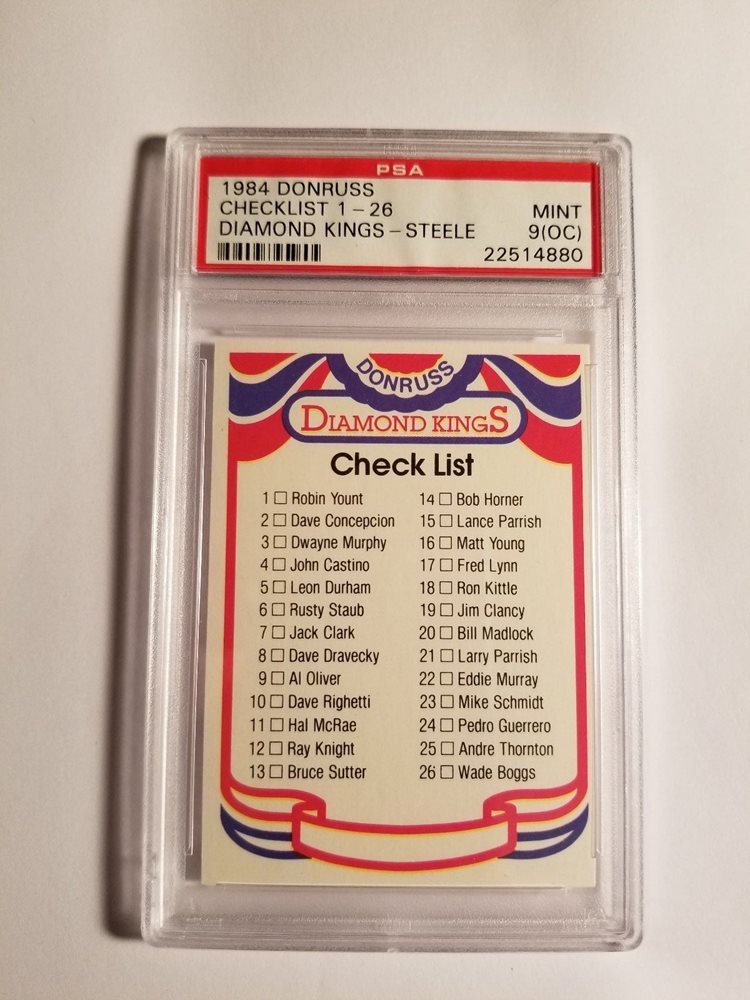 PSA
1984 DONRUSS
CHECKLIST 1 - 26 MINT
DIAMOND KINGS - STEELE 9(OC)
22514880
DONRUSS
DIAMOND KINGS
Check List
1 Robin Yount
2 Dave Concepcion
3 Dwayne Murphy
4 John Castino
5 Leon Durham
6 Rusty Staub
7 Jack Clark
8 Dave Dravecky
9 Al Oliver
10 Dave Righetti
11 Hal McRae
12 Ray Knight
13 Bruce Sutter
14 Bob Horner
15 Lance Parrish
16 Matt Young
17 Fred Lynn
18 Ron Kittle
19 Jim Clancy
20 Bill Madlock
21 Larry Parrish
22 Eddie Murray
23 Mike Schmidt
24 Pedro Guerrero
25 Andre Thornton
26 Wade Boggs